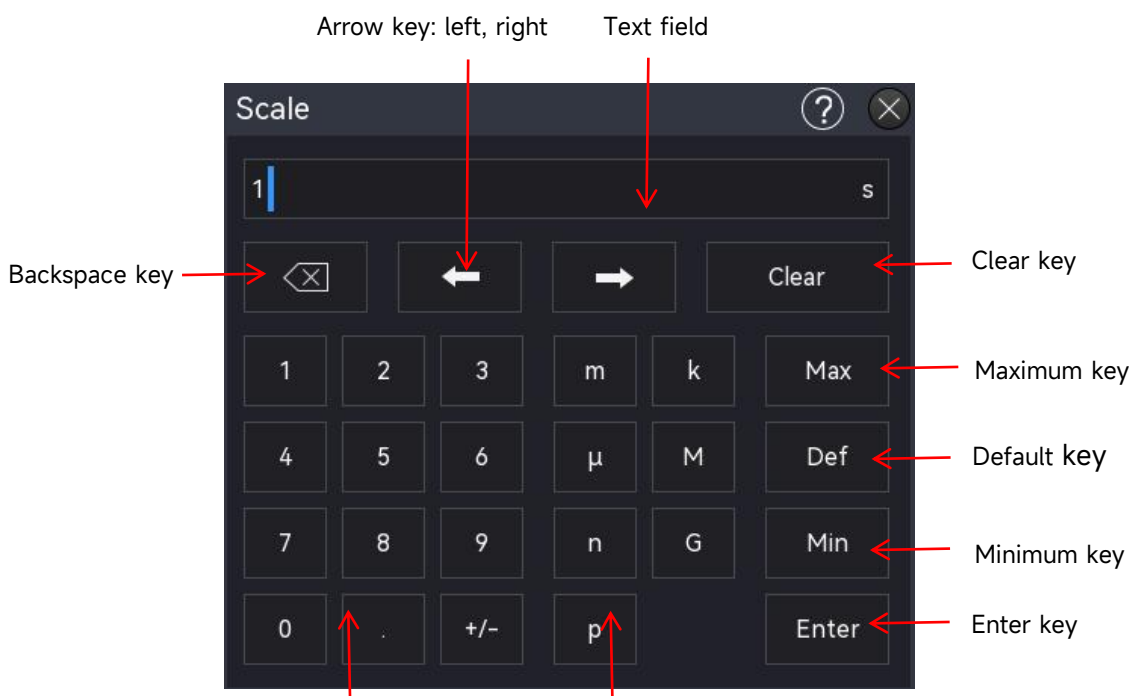 Arrow key: left, right Text field
Scale ?
1 s
Backspace key Clear Clear key
1 2 3 m k Max Maximum key
4 5 6 µ M Def Default key
7 8 9 n G Min Minimum key
0 . +/- p Enter Enter key